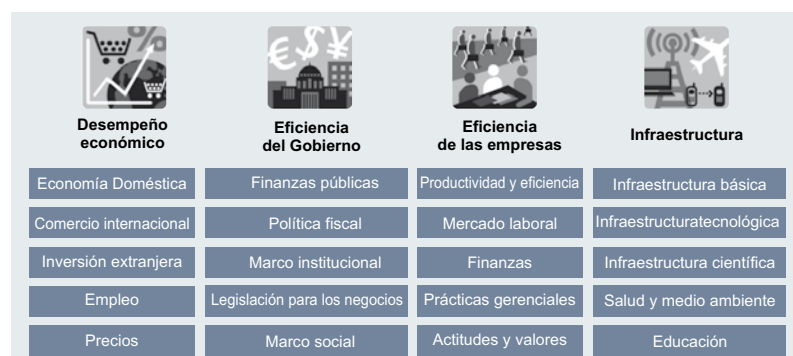 Desempeño
económico
Eficiencia
del Gobierno
Eficiencia
de las empresas
Infraestructura
Economía Doméstica
Finanzas públicas
Productividad y eficiencia
Infraestructura básica
Comercio internacional
Política fiscal
Mercado laboral
Infraestructuratecnológica
Inversión extranjera
Marco institucional
Finanzas
Infraestructura científica
Empleo
Legislación para los negocios
Prácticas gerenciales
Salud y medio ambiente
Precios
Marco social
Actitudes y valores
Educación